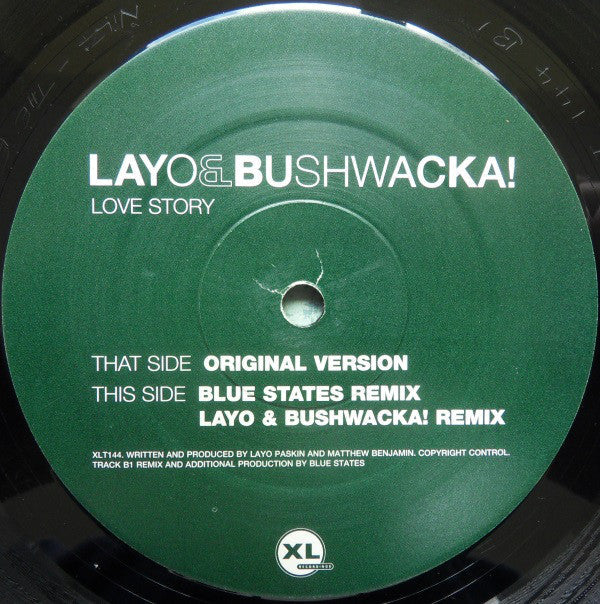 LAYO&BUSHWACKA!
LOVE STORY
THAT SIDE ORIGINAL VERSION
THIS SIDE BLUE STATES REMIX
LAYO & BUSHWACKA! REMIX
XLT144. WRITTEN AND PRODUCED BY LAYO PASKIN AND MATTHEW BENJAMIN. COPYRIGHT CONTROL.
TRACK B1 REMIX AND ADDITIONAL PRODUCTION BY BLUE STATES
XL
RECORDINGS